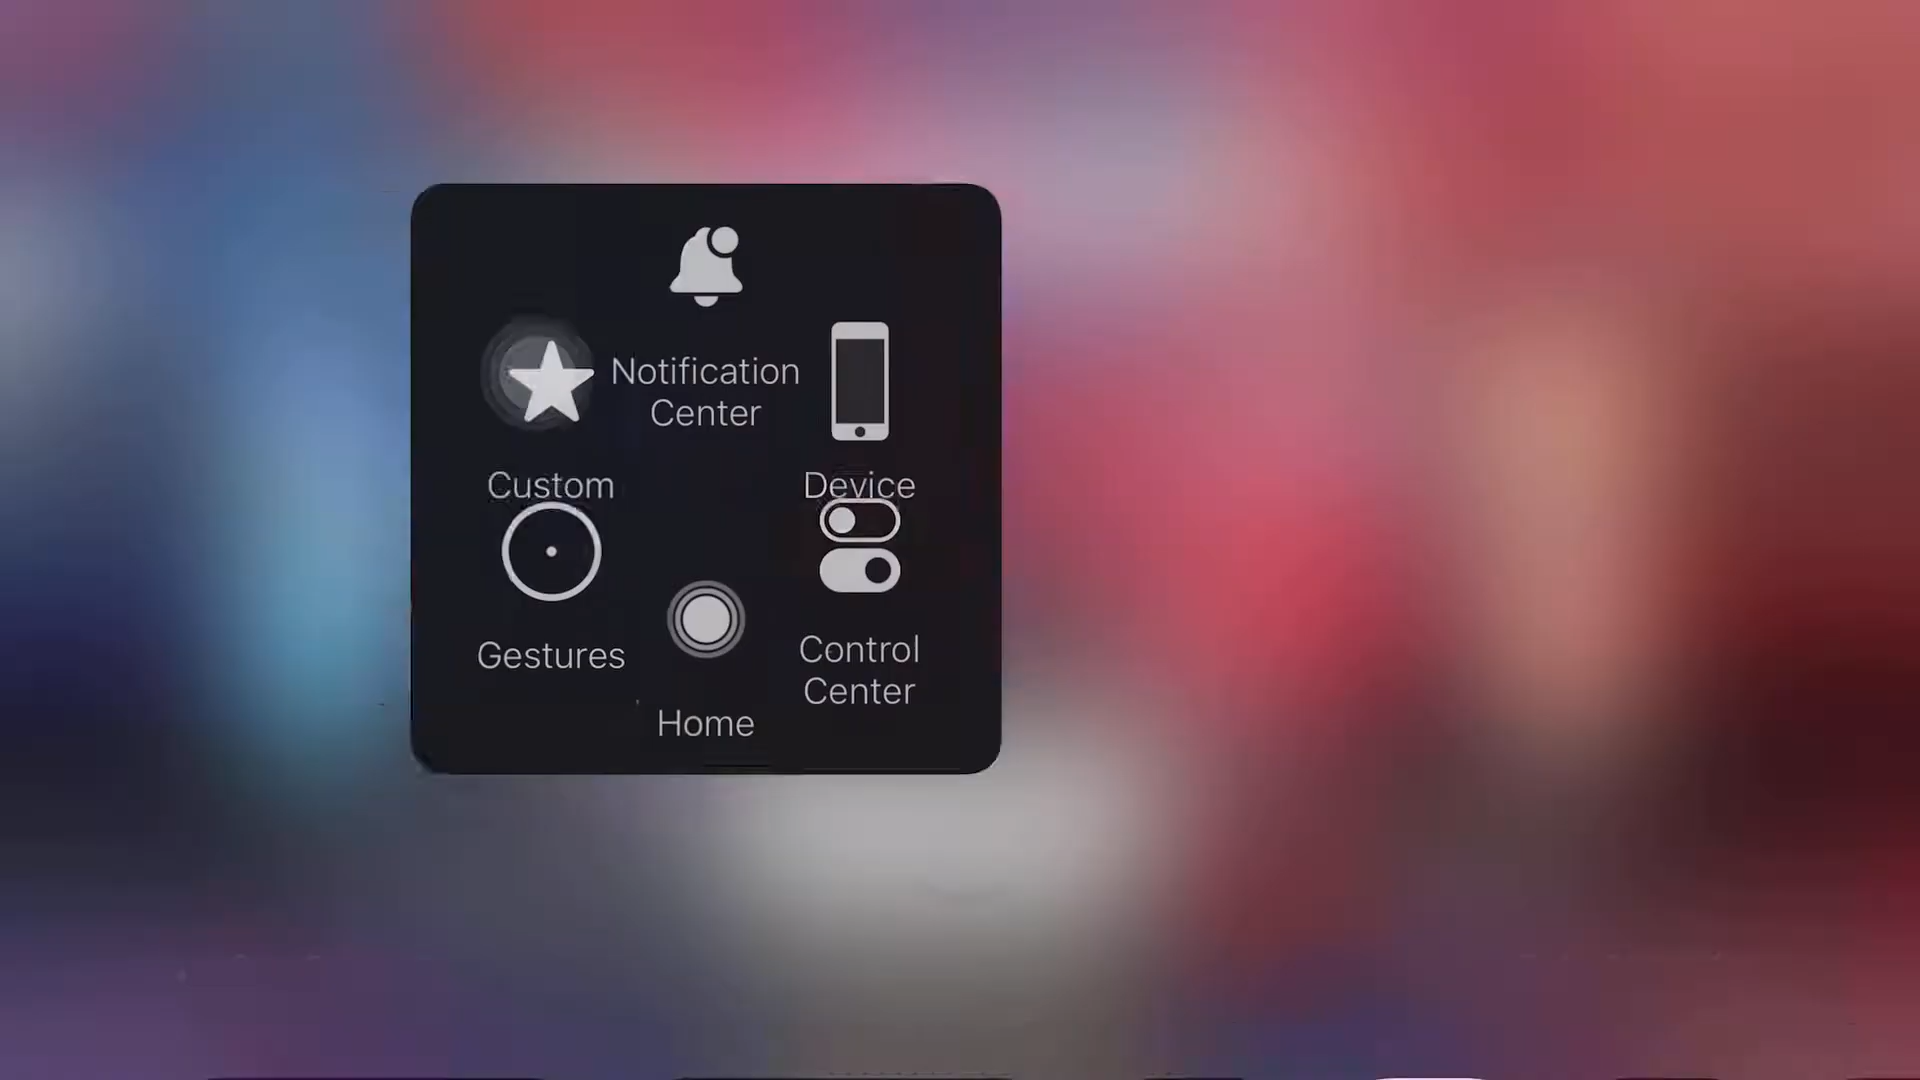 Notification
Center
Custom
Device
Gestures
Control
Center
Home